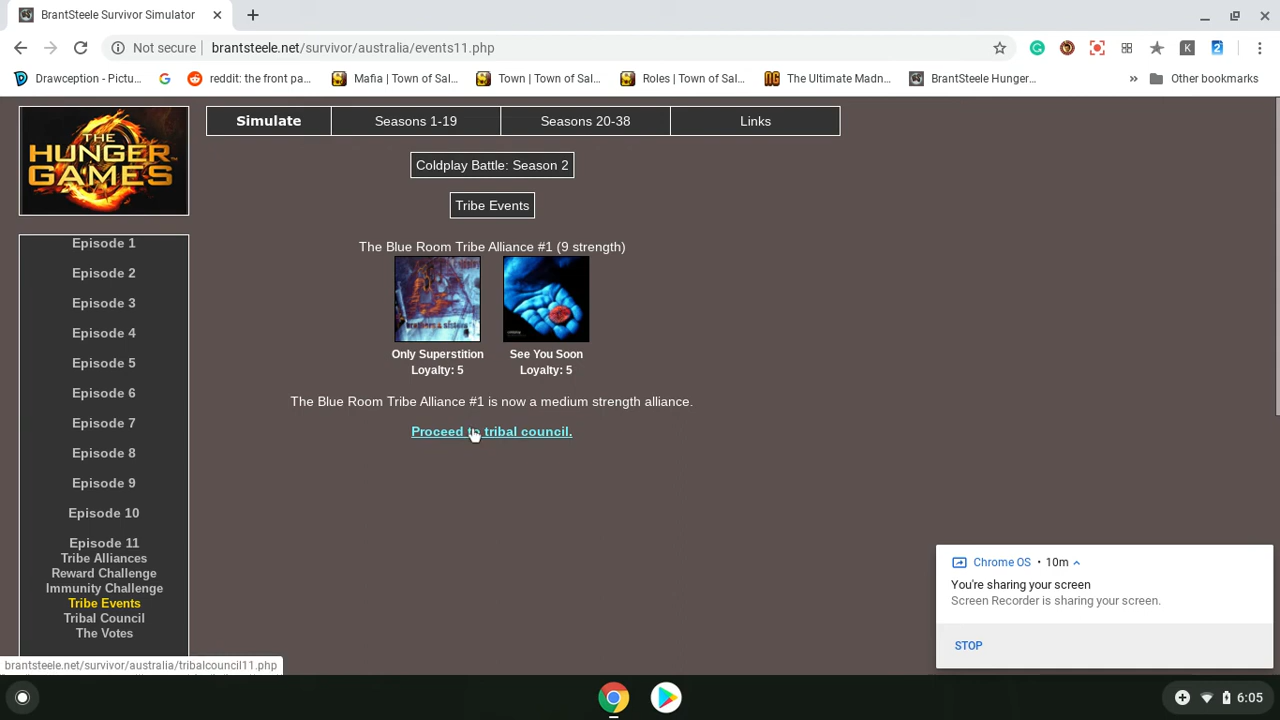 BrantSteele Survivor Simulator
Not secure
brantsteele.net/survivor/australia/events11.php
2
Drawception - Pictu...
reddit: the front pa...
Mafia | Town of Sal...
Town | Town of Sal...
Roles | Town of Sal...
The Ultimate Madn...
BrantSteele Hunger...
Other bookmarks
THE HUNGER GAMES
Simulate
Seasons 1-19
Seasons 20-38
Links
Coldplay Battle: Season 2
Tribe Events
The Blue Room Tribe Alliance #1 (9 strength)
Only Superstition
Loyalty: 5
See You Soon
Loyalty: 5
The Blue Room Tribe Alliance #1 is now a medium strength alliance.
Proceed to tribal council.
Episode 1
Episode 2
Episode 3
Episode 4
Episode 5
Episode 6
Episode 7
Episode 8
Episode 9
Episode 10
Episode 11
Tribe Alliances
Reward Challenge
Immunity Challenge
Tribe Events
Tribal Council
The Votes
brantsteele.net/survivor/australia/tribalcouncil11.php
Chrome OS • 10m
You're sharing your screen
Screen Recorder is sharing your screen.
STOP
6:05